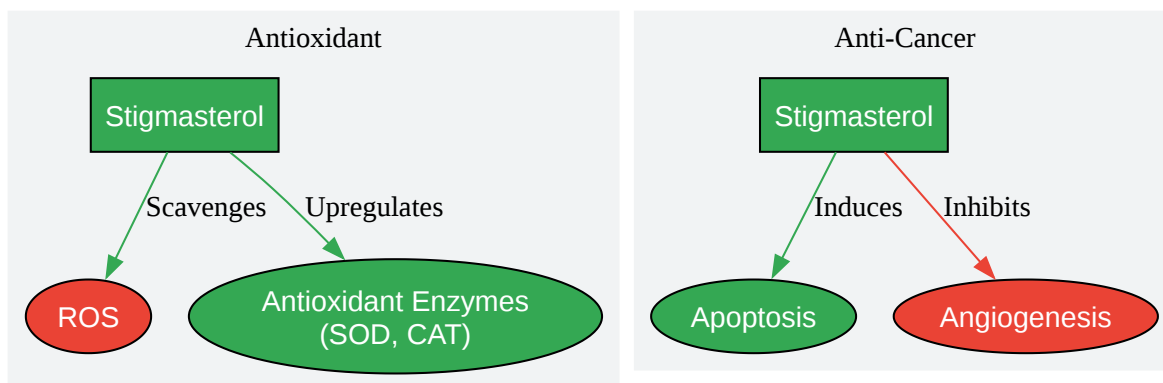 Antioxidant
Stigmasterol
Scavenges
Upregulates
ROS
Antioxidant Enzymes
(SOD, CAT)
Anti-Cancer
Stigmasterol
Induces
Inhibits
Apoptosis
Angiogenesis